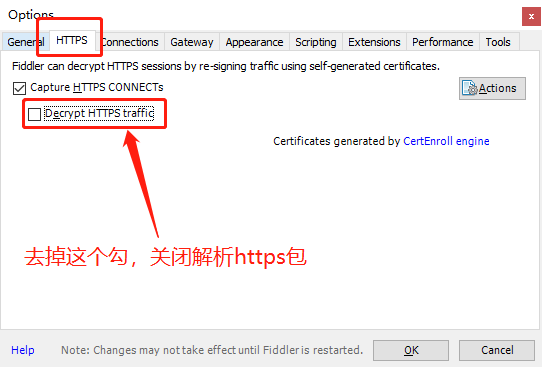 Options
General HTTPS Connections Gateway Appearance Scripting Extensions Performance Tools
Fiddler can decrypt HTTPS sessions by re-signing traffic using self-generated certificates.
Capture HTTPS CONNECTs
Actions
Decrypt HTTPS traffic
Certificates generated by CertEnroll engine
去掉这个勾，关闭解析https包
Help Note: Changes may not take effect until Fiddler is restarted. OK Cancel